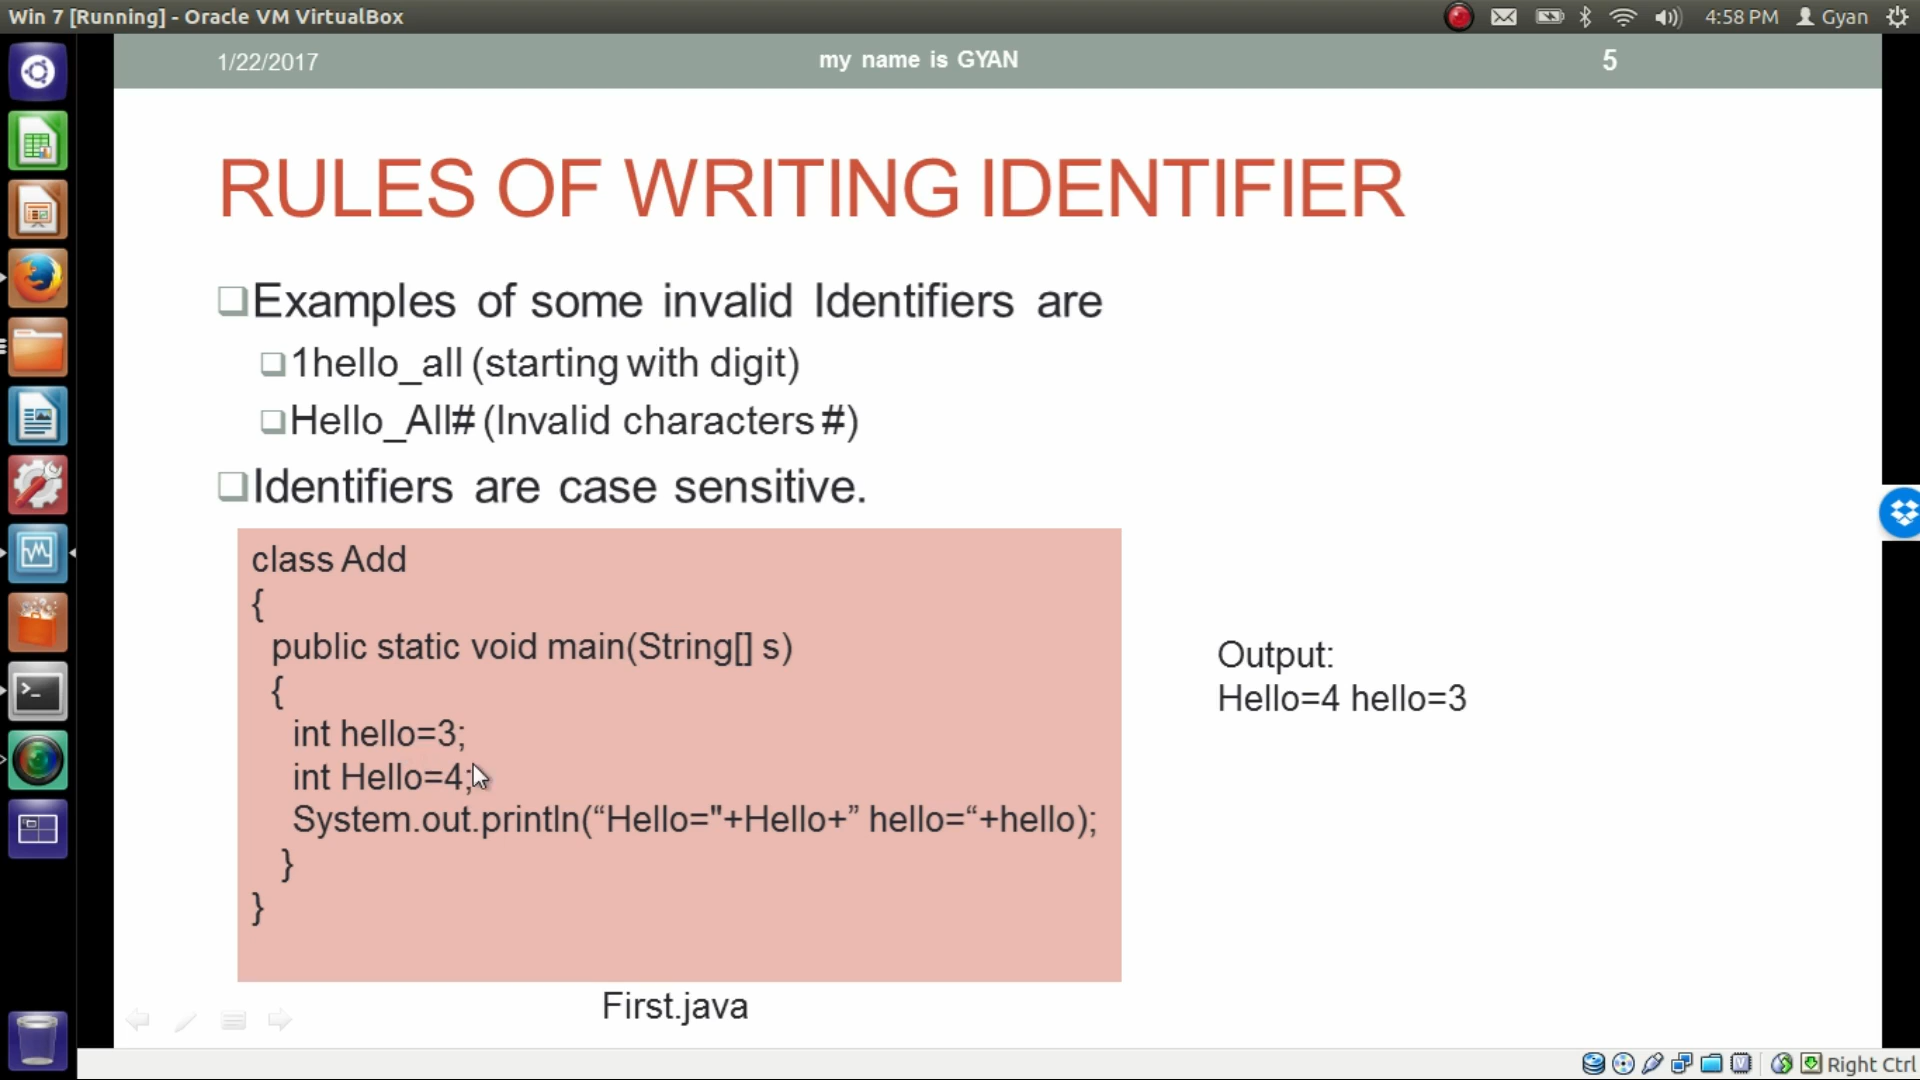 Win 7 [Running] - Oracle VM VirtualBox
4:58 PM Gyan
1/22/2017
my name is GYAN
5
RULES OF WRITING IDENTIFIER
Examples of some invalid Identifiers are
1hello_all (starting with digit)
Hello_All# (Invalid characters #)
Identifiers are case sensitive.
class Add
{
public static void main(String[] s)
{
int hello=3;
int Hello=4;
System.out.println(“Hello="+Hello+” hello=“+hello);
}
}
Output:
Hello=4 hello=3
First.java
Right Ctrl